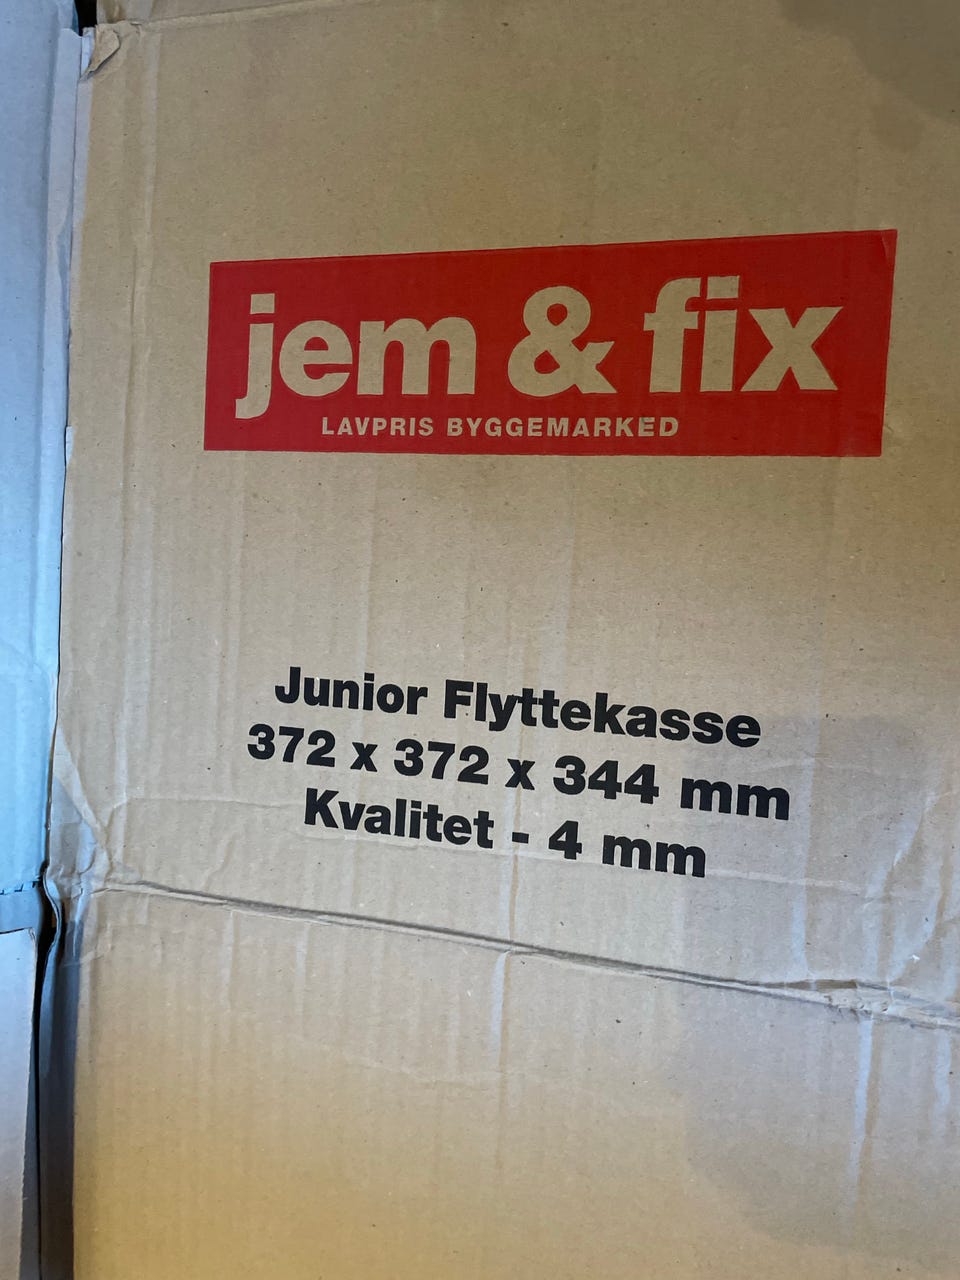 jem & fix
LAVPRIS BYGGEMARKED
Junior Flyttekasse
372 x 372 x 344 mm
Kvalitet - 4 mm